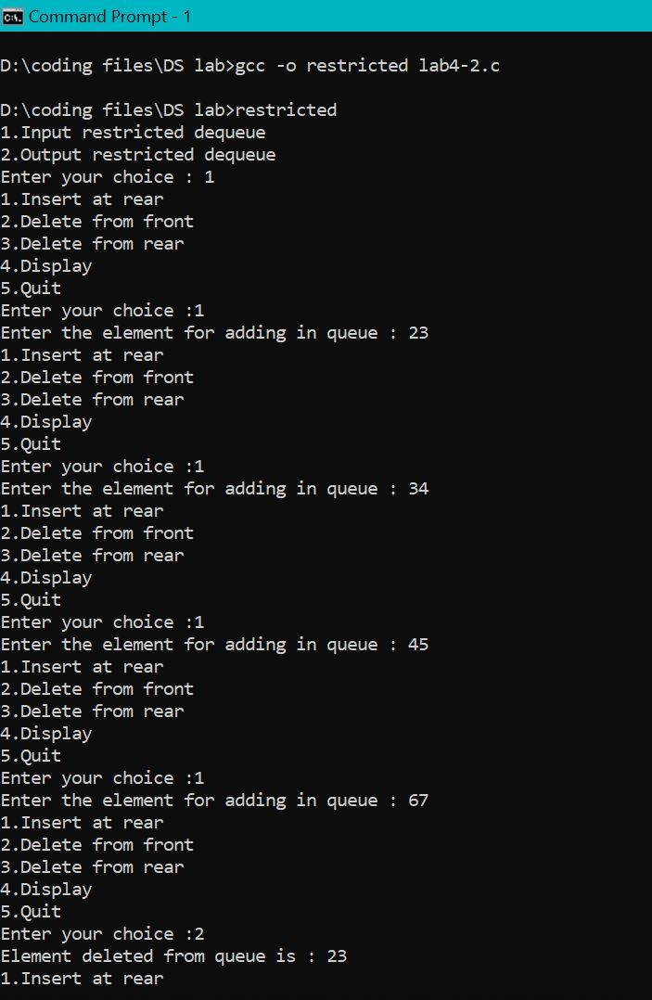 Command Prompt - 1
D:\coding files\DS lab>gcc -o restricted lab4-2.c
D:\coding files\DS lab>restricted
1.Input restricted dequeue
2.Output restricted dequeue
Enter your choice : 1
1.Insert at rear
2.Delete from front
3.Delete from rear
4.Display
5.Quit
Enter your choice :1
Enter the element for adding in queue : 23
1.Insert at rear
2.Delete from front
3.Delete from rear
4.Display
5.Quit
Enter your choice :1
Enter the element for adding in queue : 34
1.Insert at rear
2.Delete from front
3.Delete from rear
4.Display
5.Quit
Enter your choice :1
Enter the element for adding in queue : 45
1.Insert at rear
2.Delete from front
3.Delete from rear
4.Display
5.Quit
Enter your choice :1
Enter the element for adding in queue : 67
1.Insert at rear
2.Delete from front
3.Delete from rear
4.Display
5.Quit
Enter your choice :2
Element deleted from queue is : 23
1.Insert at rear